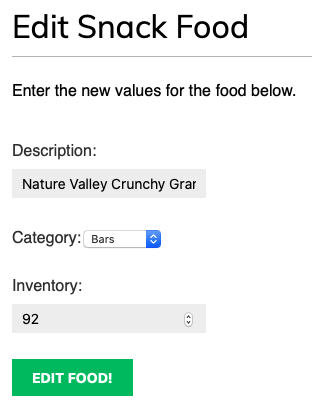 Edit Snack Food
Enter the new values for the food below.
Description:
Nature Valley Crunchy Grar
Category: Bars
Inventory:
92
EDIT FOOD!